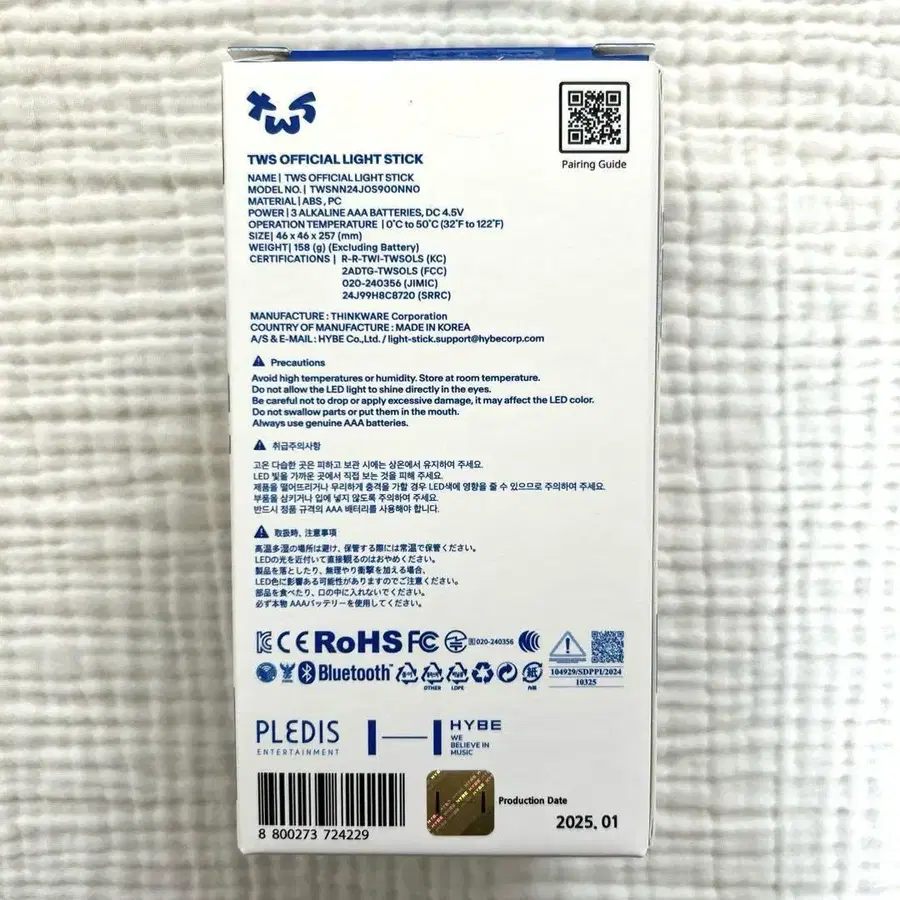 TWS
Pairing Guide
TWS OFFICIAL LIGHT STICK
NAME | TWS OFFICIAL LIGHT STICK
MODEL NO. | TWSNN24JOS900NNO
MATERIAL | ABS , PC
POWER | 3 ALKALINE AAA BATTERIES, DC 4.5V
OPERATION TEMPERATURE | 0°C to 50°C (32°F to 122°F)
SIZE | 46 x 46 x 257 (mm)
WEIGHT | 158 (g) (Excluding Battery)
CERTIFICATIONS | R-R-TWI-TWSOLS (KC)
2ADTG-TWSOLS (FCC)
020-240356 (JIMIC)
24J99H8C8720 (SRRC)
MANUFACTURE : THINKWARE Corporation
COUNTRY OF MANUFACTURE : MADE IN KOREA
A/S & E-MAIL : HYBE Co.,Ltd. / light-stick.support@hybecorp.com
Precautions
Avoid high temperatures or humidity. Store at room temperature.
Do not allow the LED light to shine directly in the eyes.
Be careful not to drop or apply excessive damage, it may affect the LED color.
Do not swallow parts or put them in the mouth.
Always use genuine AAA batteries.
취급주의사항
고온 다습한 곳은 피하고 보관 시에는 상온에서 유지하여 주세요.
LED 빛을 가까운 곳에서 직접 보는 것을 피해 주세요.
제품을 떨어뜨리거나 무리하게 충격을 가할 경우 LED색에 영향을 줄 수 있으므로 주의하여 주세요.
부품을 삼키거나 입에 넣지 않도록 주의하여 주세요.
반드시 정품 규격의 AAA 배터리를 사용해야 합니다.
取扱時、注意事項
高温多湿の場所は避け、保管する際には常温で保管ください。
LEDの光を近付いて直接観るのはおやめください。
製品を落としたり、無理やり衝撃を加える場合、
LED色に影響ある可能性がありますのでご注意ください。
部品を食べたり、口の中に入れないでください。
必ず本物 AAAバッテリーを使用してください。
CE RoHS FC 020-240356
Bluetooth
OTHER LDPE
104929/SDPPI/2024
10325
PLEDIS
ENTERTAINMENT
HYBE
WE
BELIEVE IN
MUSIC
8 800273 724229
HYBE
Production Date
2025. 01